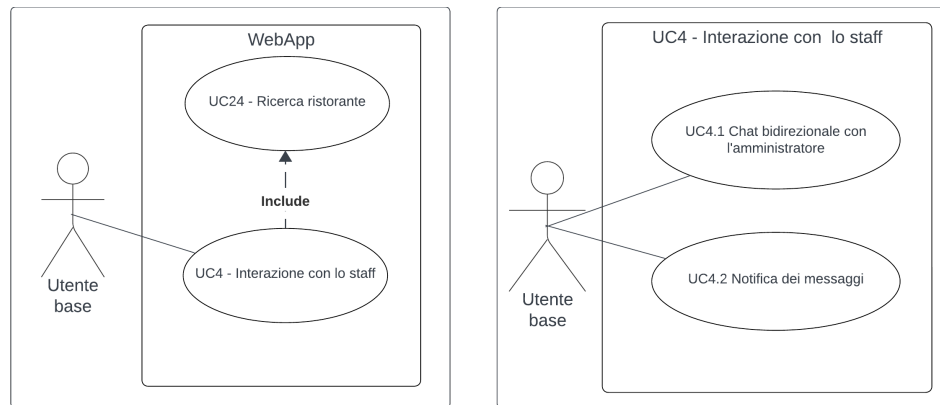 WebApp
UC24 - Ricerca ristorante
Include
UC4 - Interazione con lo staff
Utente
base
UC4 - Interazione con lo staff
UC4.1 Chat bidirezionale con
l'amministratore
UC4.2 Notifica dei messaggi
Utente
base